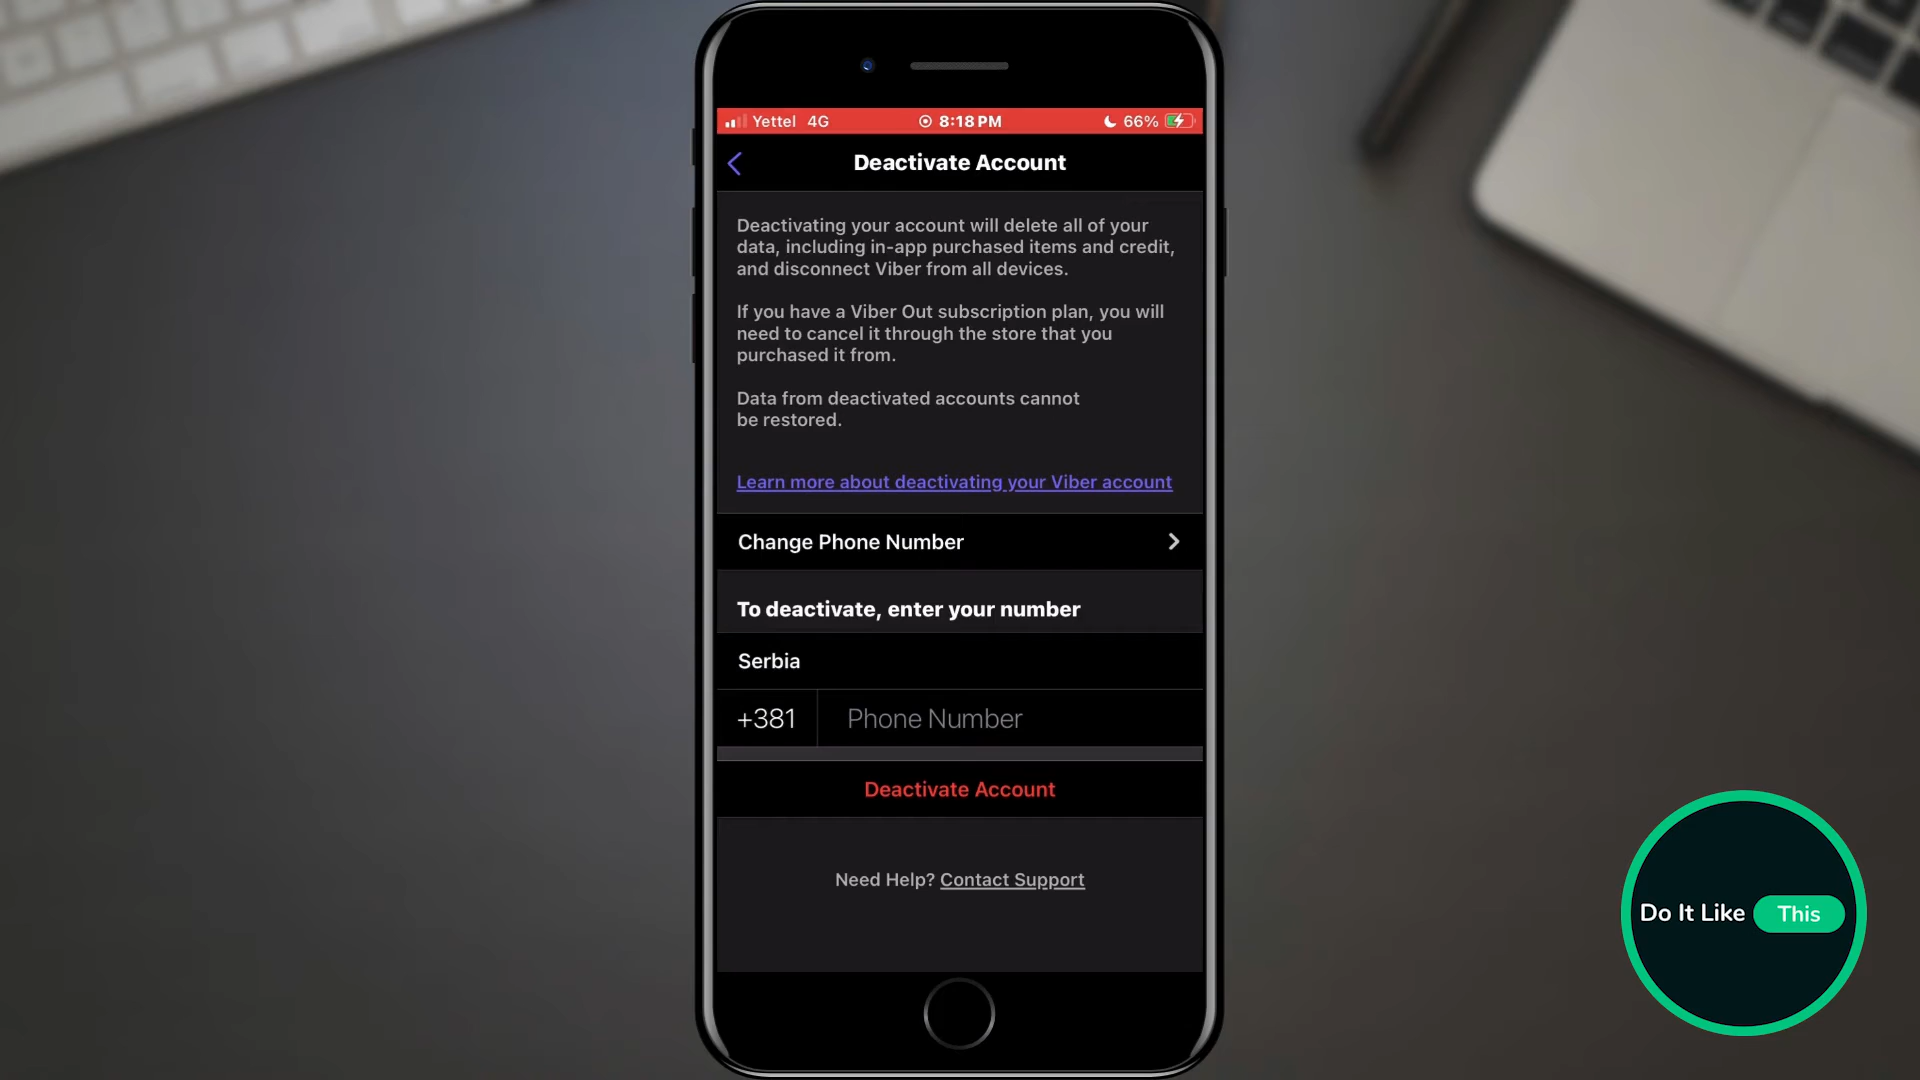 Yettel 4G 8:18 PM 66%
Deactivate Account
Deactivating your account will delete all of your
data, including in-app purchased items and credit,
and disconnect Viber from all devices.
If you have a Viber Out subscription plan, you will
need to cancel it through the store that you
purchased it from.
Data from deactivated accounts cannot
be restored.
Learn more about deactivating your Viber account
Change Phone Number
To deactivate, enter your number
Serbia
+381 Phone Number
Deactivate Account
Need Help? Contact Support
Do It Like This